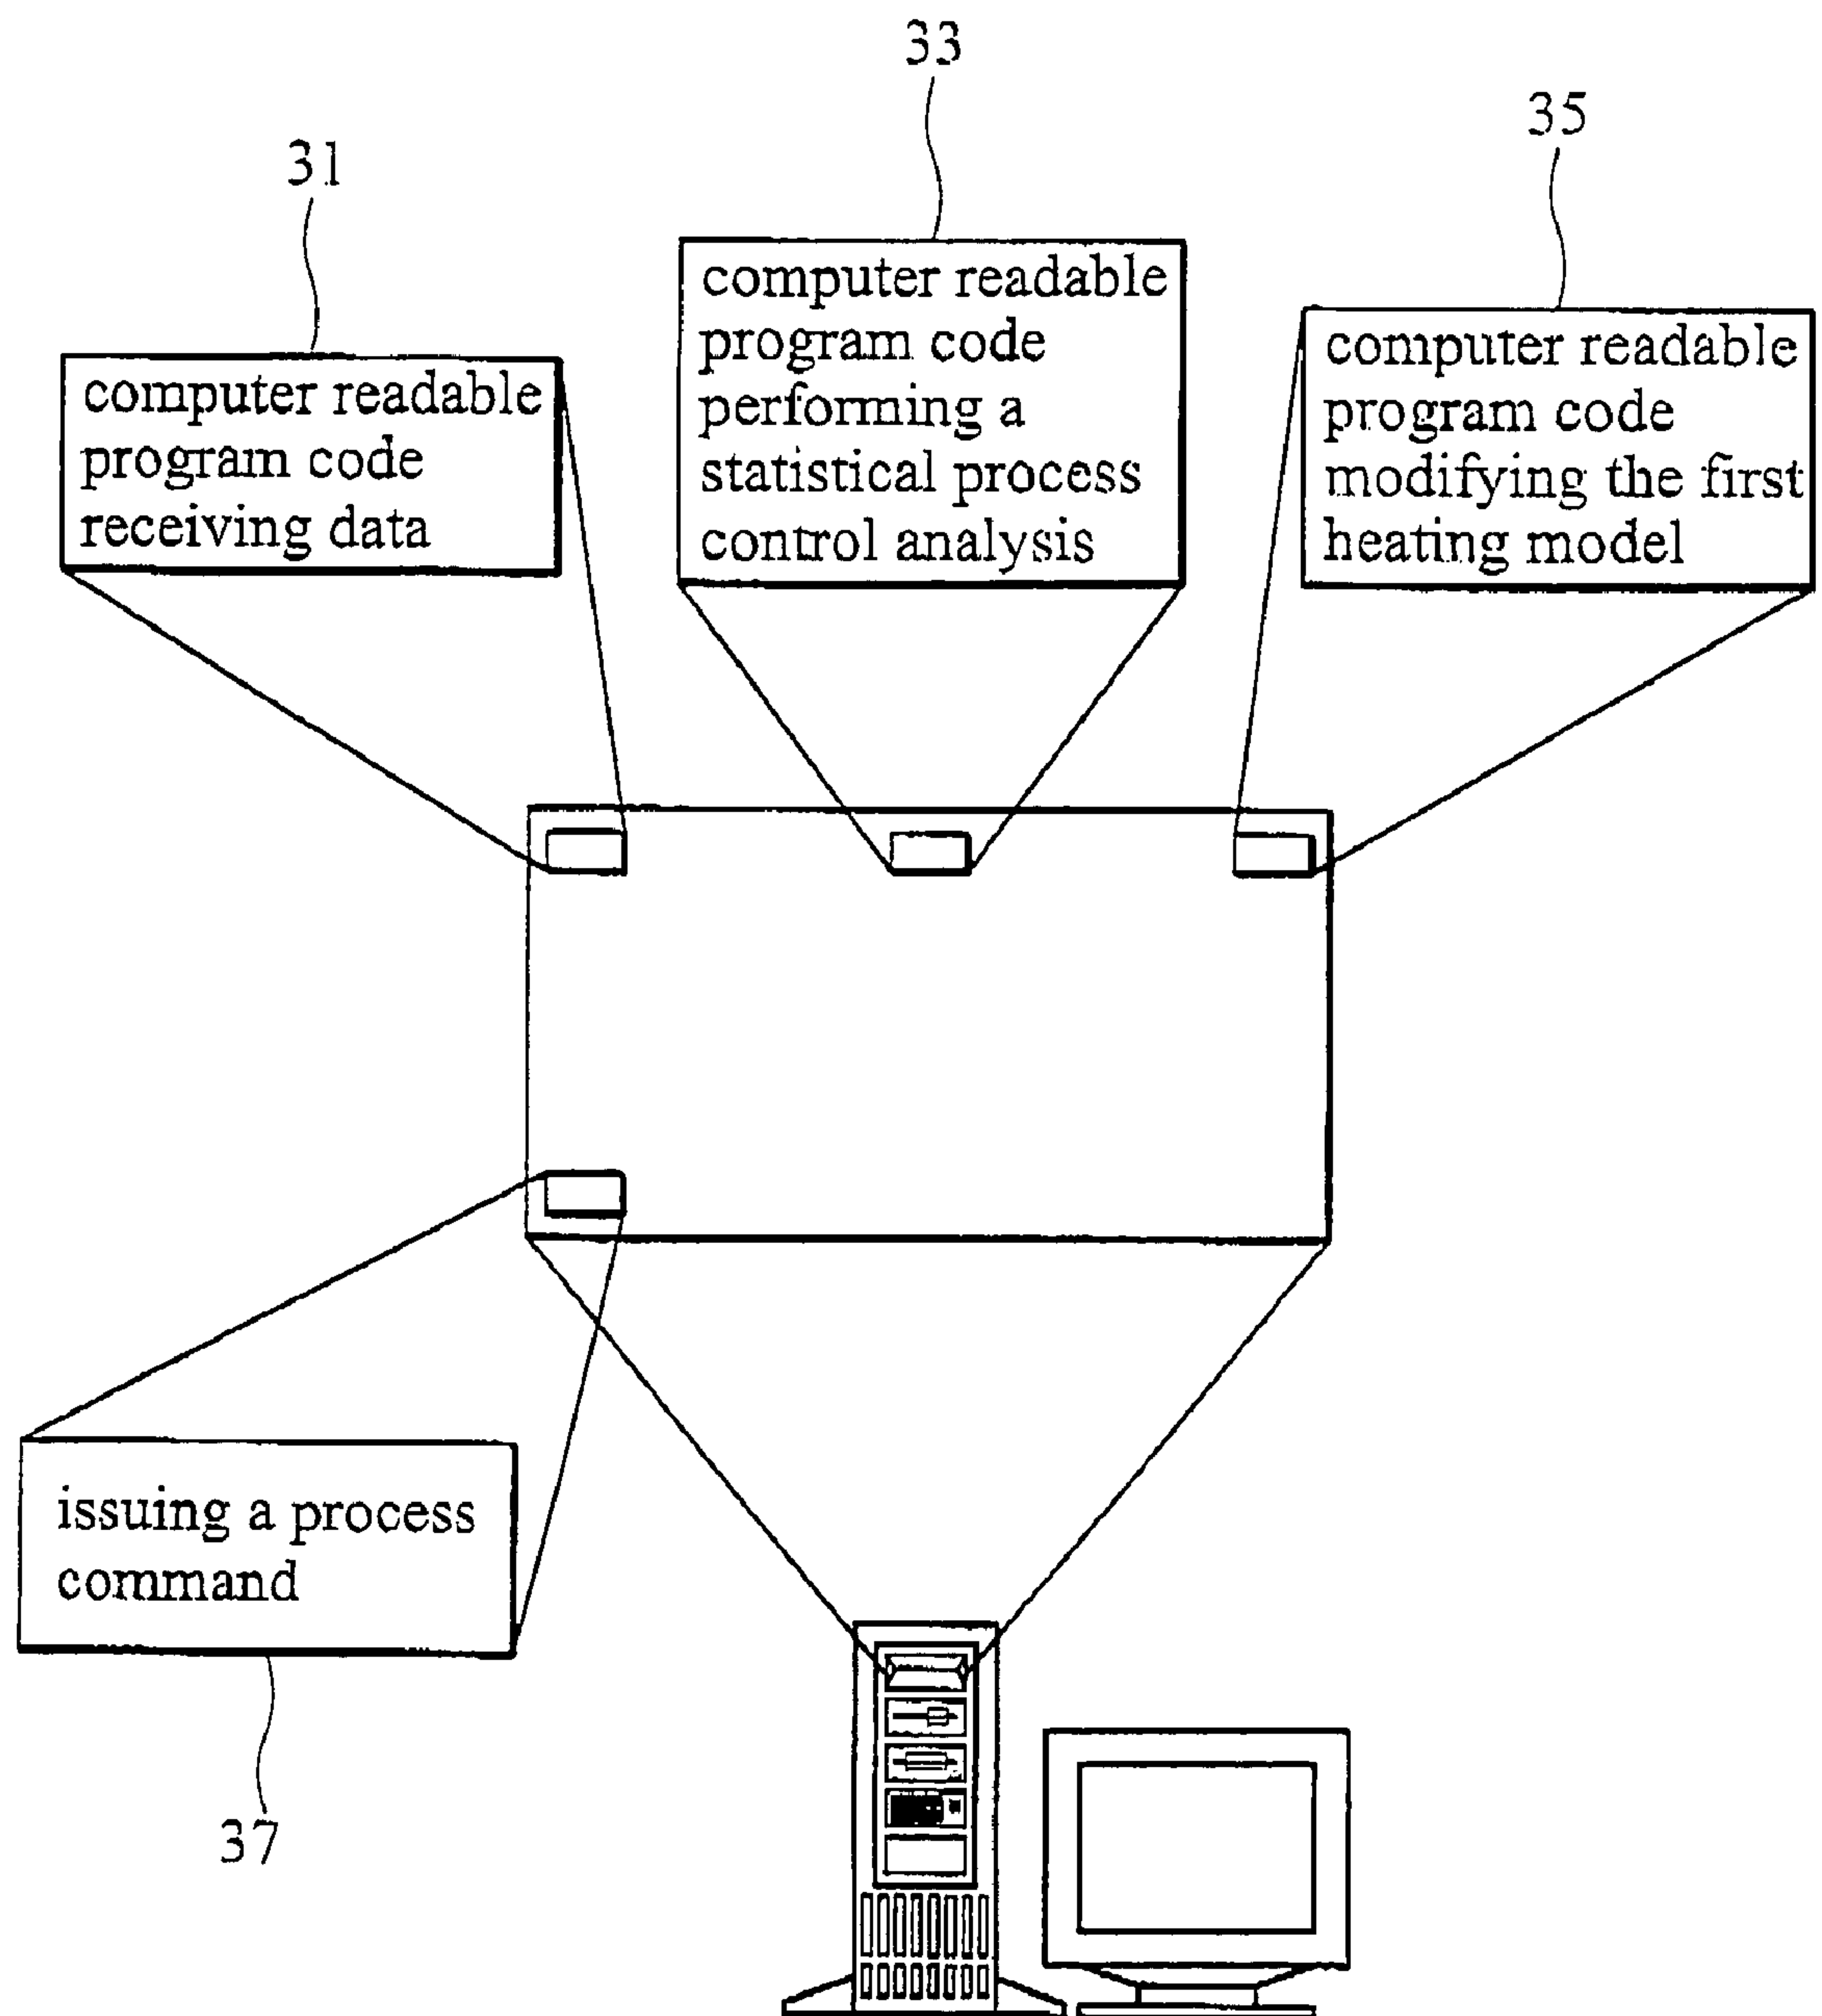 33
35
31
computer readable
program code
receiving data
computer readable
program code
performing a
statistical process
control analysis
computer readable
program code
modifying the first
heating model
issuing a process
command
37